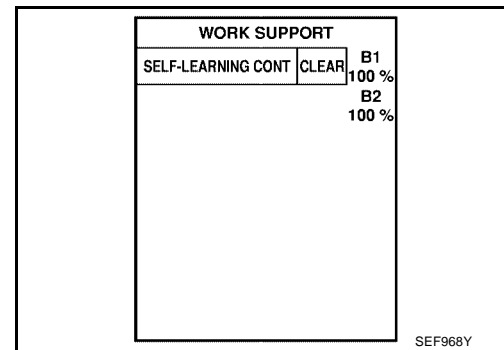 WORK SUPPORT
SELF-LEARNING CONT CLEAR B1
100 %
B2
100 %
SEF968Y